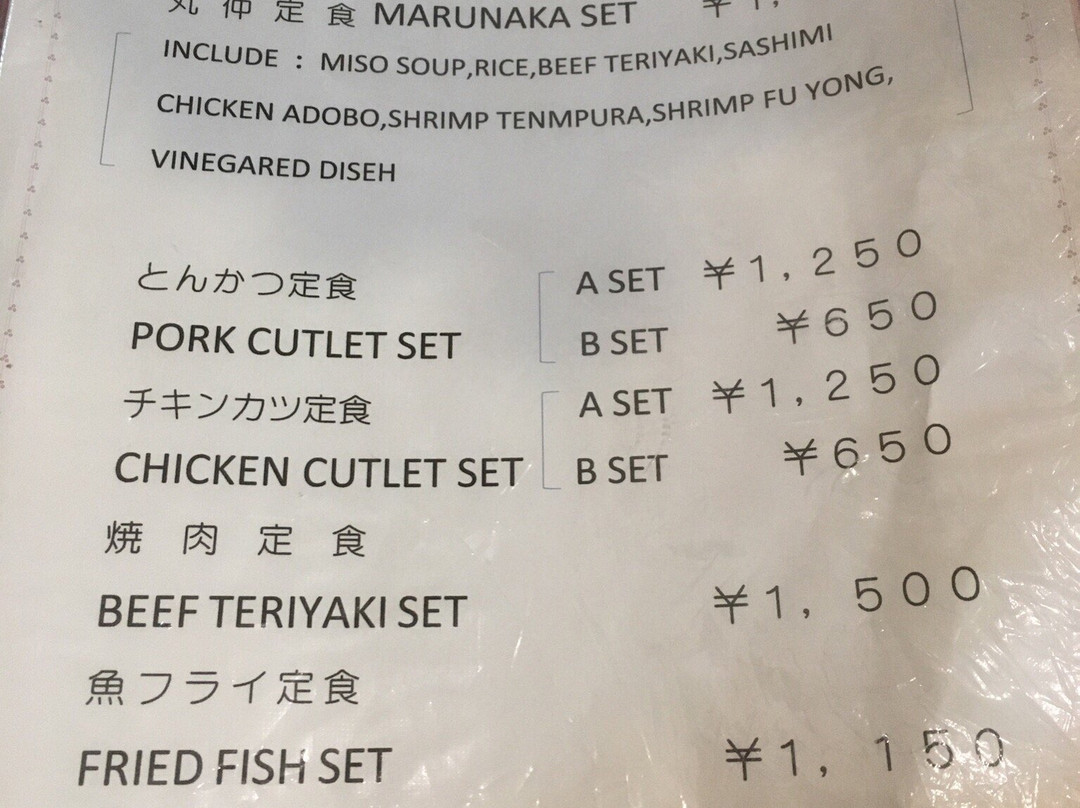 丸仲定食 MARUNAKA SET ¥1,
INCLUDE : MISO SOUP,RICE,BEEF TERIYAKI,SASHIMI
CHICKEN ADOBO,SHRIMP TENMPURA,SHRIMP FU YONG,
VINEGARED DISEH
とんかつ定食 A SET ¥1,250
PORK CUTLET SET B SET ¥650
チキンカツ定食 A SET ¥1,250
CHICKEN CUTLET SET B SET ¥650
焼肉定食
BEEF TERIYAKI SET ¥1,500
魚フライ定食
FRIED FISH SET ¥1,150